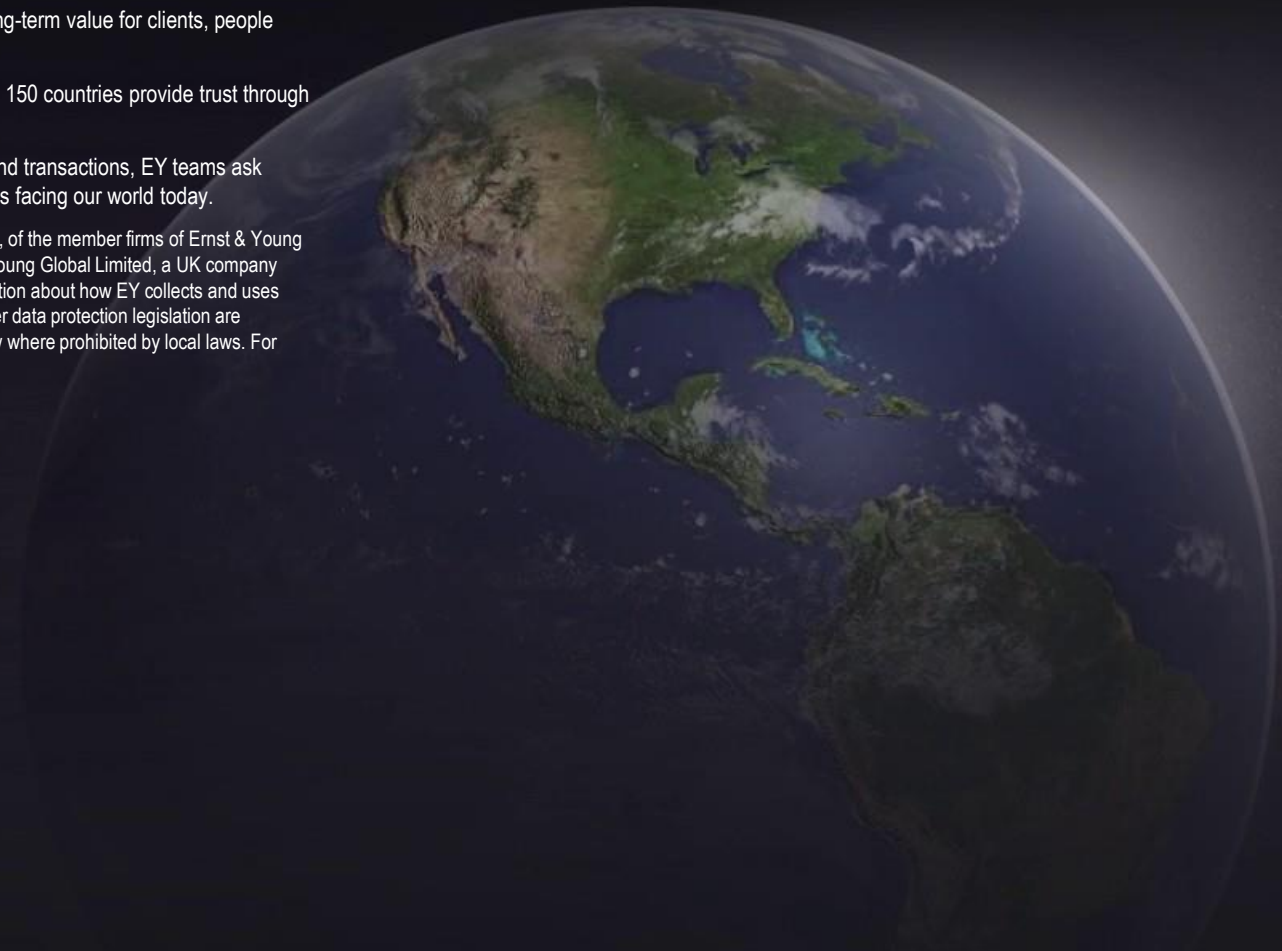 ng-term value for clients, people
150 countries provide trust through
nd transactions, EY teams ask
s facing our world today.
, of the member firms of Ernst & Young
oung Global Limited, a UK company
tion about how EY collects and uses
er data protection legislation are
w where prohibited by local laws. For